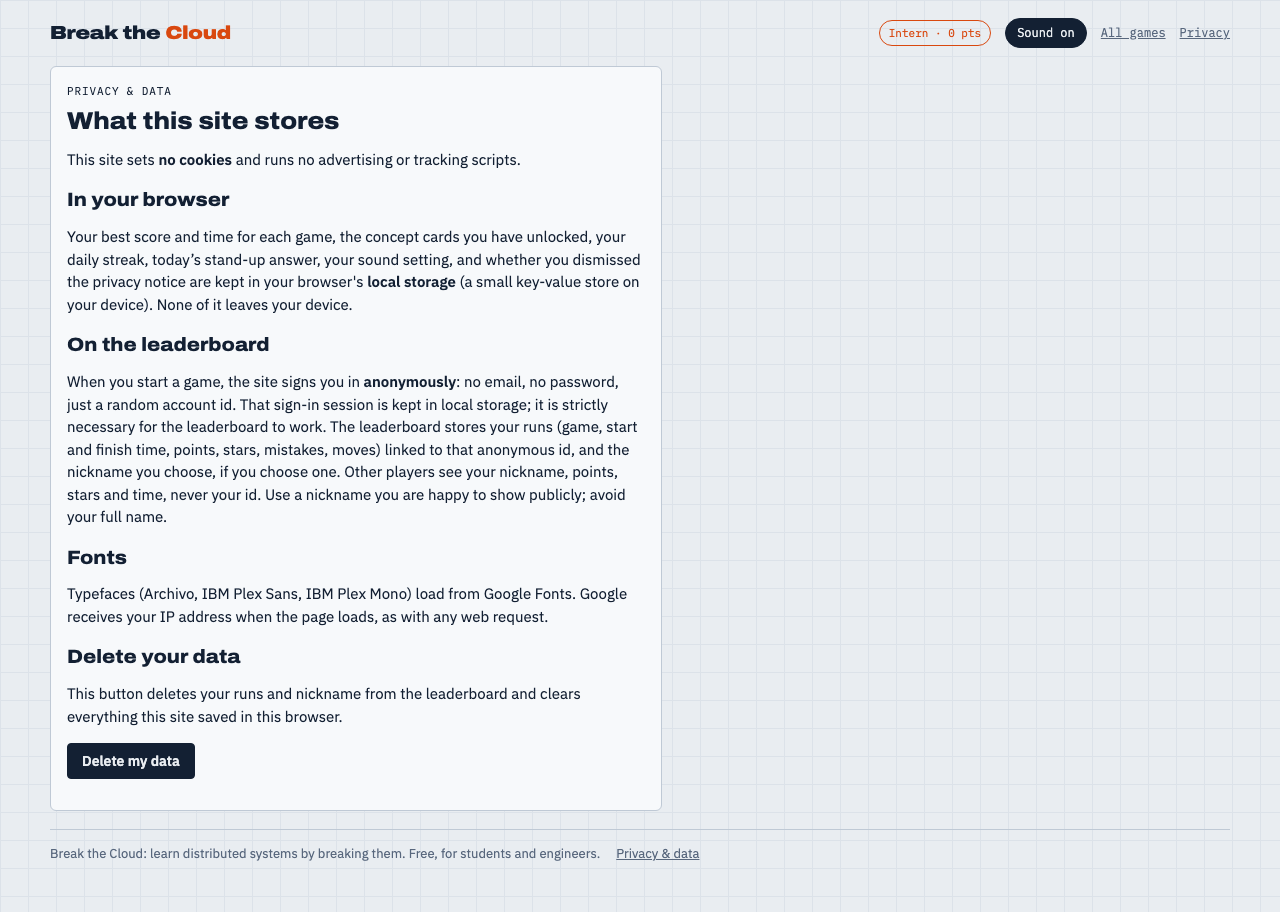 Break the Cloud
Intern · 0 pts
Sound on
All games
Privacy
PRIVACY & DATA
What this site stores
This site sets no cookies and runs no advertising or tracking scripts.
In your browser
Your best score and time for each game, the concept cards you have unlocked, your
daily streak, today’s stand-up answer, your sound setting, and whether you dismissed
the privacy notice are kept in your browser's local storage (a small key-value store on
your device). None of it leaves your device.
On the leaderboard
When you start a game, the site signs you in anonymously: no email, no password,
just a random account id. That sign-in session is kept in local storage; it is strictly
necessary for the leaderboard to work. The leaderboard stores your runs (game, start
and finish time, points, stars, mistakes, moves) linked to that anonymous id, and the
nickname you choose, if you choose one. Other players see your nickname, points,
stars and time, never your id. Use a nickname you are happy to show publicly; avoid
your full name.
Fonts
Typefaces (Archivo, IBM Plex Sans, IBM Plex Mono) load from Google Fonts. Google
receives your IP address when the page loads, as with any web request.
Delete your data
This button deletes your runs and nickname from the leaderboard and clears
everything this site saved in this browser.
Delete my data
Break the Cloud: learn distributed systems by breaking them. Free, for students and engineers.
Privacy & data